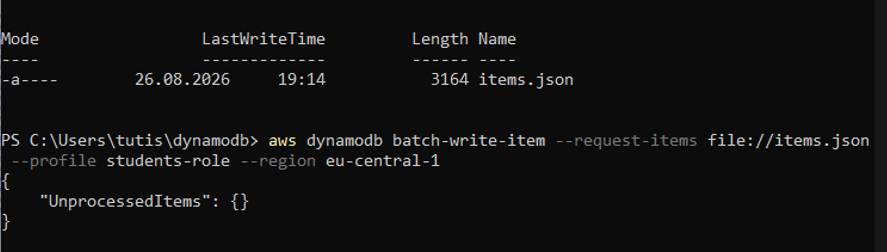 Mode LastWriteTime Length Name
---- ------------- ------ ----
-a---- 26.08.2026 19:14 3164 items.json
PS C:\Users\tutis\dynamodb> aws dynamodb batch-write-item --request-items file://items.json
--profile students-role --region eu-central-1
{
"UnprocessedItems": {}
}